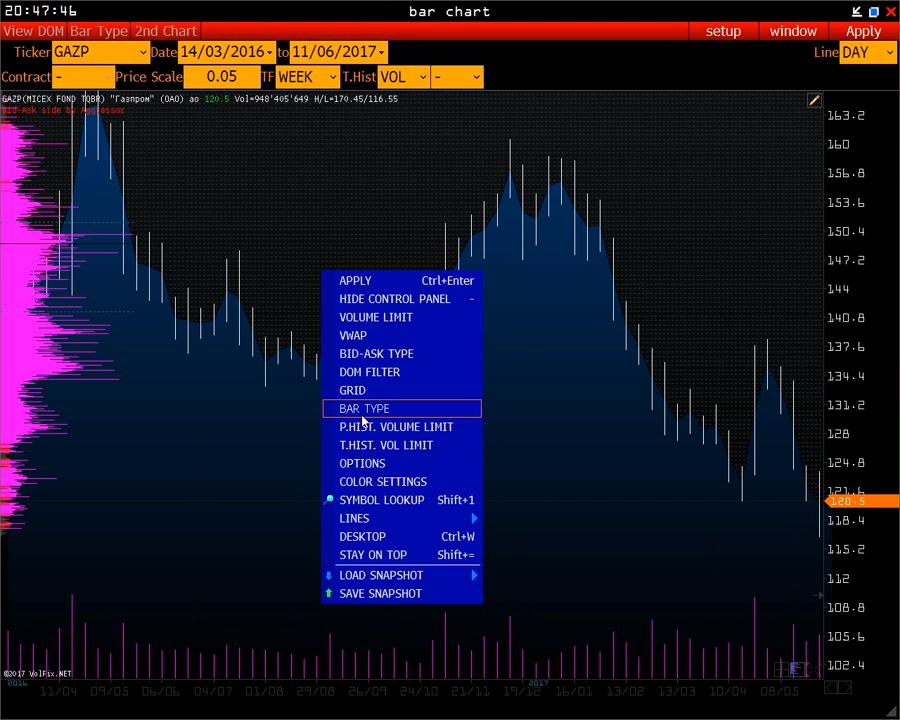 20:47:46
bar chart
View DOM Bar Type 2nd Chart
setup window Apply
Ticker GAZP Date 14/03/2016 to 11/06/2017 Line DAY
Contract - Price Scale 0.05 TF WEEK T.Hist VOL -
GAZP(MICEX FOND TQBR) "Газпром" (ОАО) ао 120.5 Vol=948'405'649 H/L=170.45/116.55
Bid-Ask side by Aggressor
163.2
160
156.8
153.6
150.4
147.2
144
140.8
137.6
134.4
131.2
128
124.8
121.6
120.5
118.4
115.2
112
108.8
105.6
102.4
APPLY Ctrl+Enter
HIDE CONTROL PANEL -
VOLUME LIMIT
VWAP
BID-ASK TYPE
DOM FILTER
GRID
BAR TYPE
P.HIST. VOLUME LIMIT
T.HIST. VOL LIMIT
OPTIONS
COLOR SETTINGS
SYMBOL LOOKUP Shift+1
LINES
DESKTOP Ctrl+W
STAY ON TOP Shift+=
LOAD SNAPSHOT
SAVE SNAPSHOT
©2017 VolFix.NET
2016 2017
11/04 09/05 06/06 04/07 01/08 29/08 26/09 24/10 21/11 19/12 16/01 13/02 13/03 10/04 08/05